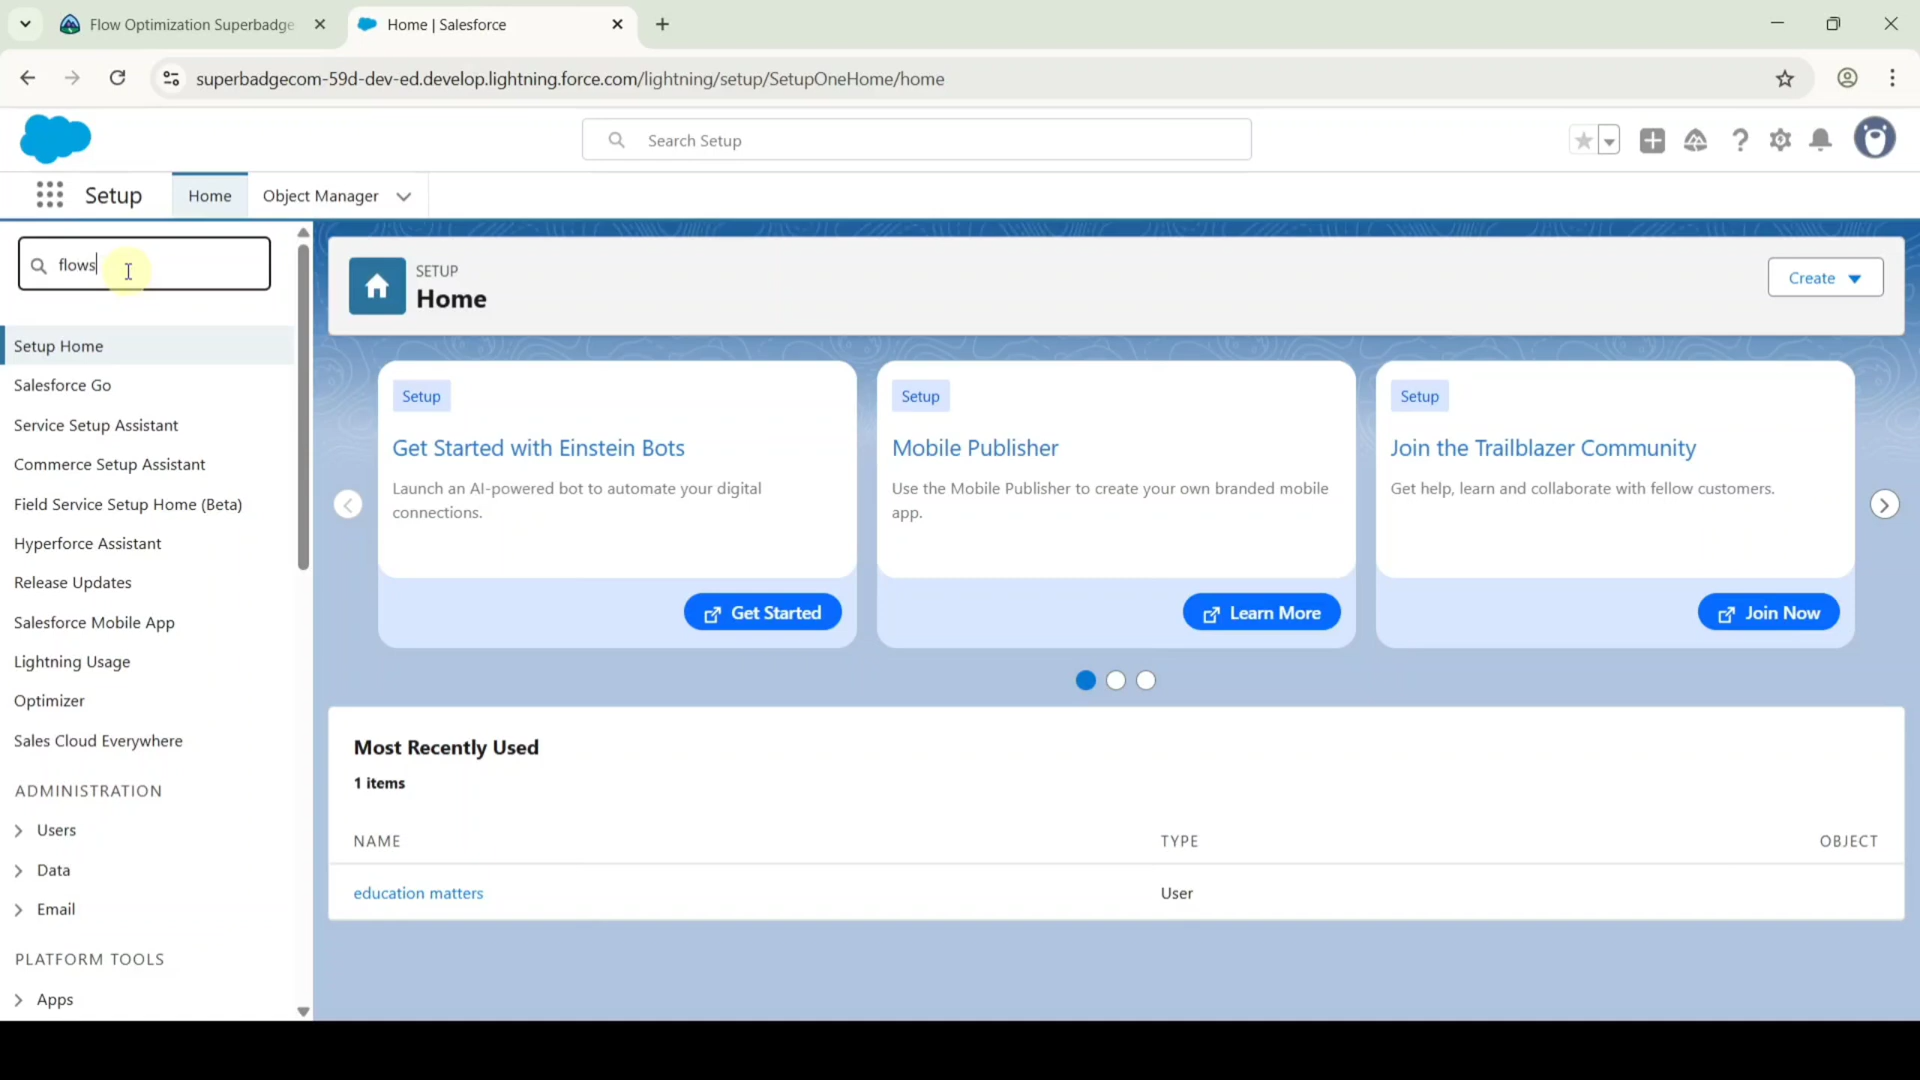 Flow Optimization Superbadge
Home | Salesforce
superbadgecom-59d-dev-ed.develop.lightning.force.com/lightning/setup/SetupOneHome/home
Search Setup
Setup
Home
Object Manager
flows
Setup Home
Salesforce Go
Service Setup Assistant
Commerce Setup Assistant
Field Service Setup Home (Beta)
Hyperforce Assistant
Release Updates
Salesforce Mobile App
Lightning Usage
Optimizer
Sales Cloud Everywhere
ADMINISTRATION
Users
Data
Email
PLATFORM TOOLS
Apps
SETUP
Home
Create
Setup
Get Started with Einstein Bots
Launch an AI-powered bot to automate your digital
connections.
Get Started
Setup
Mobile Publisher
Use the Mobile Publisher to create your own branded mobile
app.
Learn More
Setup
Join the Trailblazer Community
Get help, learn and collaborate with fellow customers.
Join Now
Most Recently Used
1 items
NAME TYPE OBJECT
education matters User